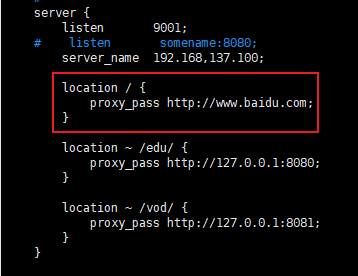 server {
listen 9001;
# listen somename:8080;
server_name 192.168,137.100;
location / {
proxy_pass http://www.baidu.com;
}
location ~ /edu/ {
proxy_pass http://127.0.0.1:8080;
}
location ~ /vod/ {
proxy_pass http://127.0.0.1:8081;
}
}